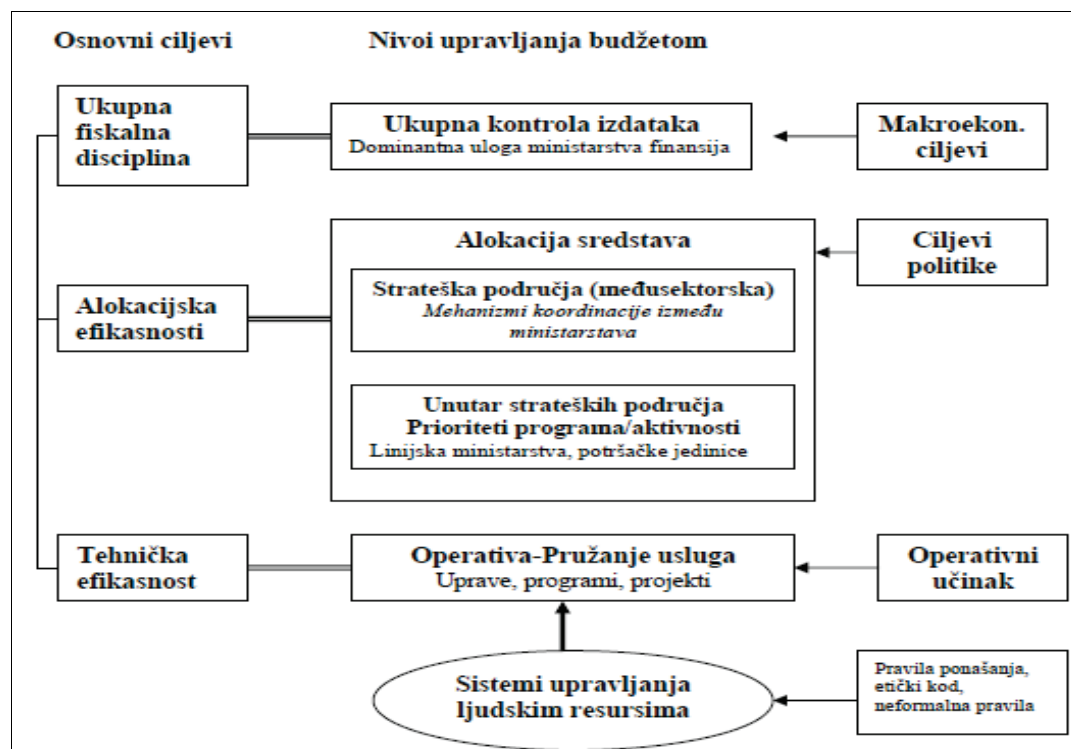 Osnovni ciljevi
Nivoi upravljanja budžetom
Ukupna
fiskalna
disciplina
Ukupna kontrola izdataka
Dominantna uloga ministarstva finansija
Makroekon.
ciljevi
Alokacija sredstava
Ciljevi
politike
Alokacijska
efikasnosti
Strateška područja (međusektorska)
Mehanizmi koordinacije između
ministarstava
Unutar strateških područja
Prioriteti programa/aktivnosti
Linijska ministarstva, potršačke jedinice
Tehnička
efikasnost
Operativa-Pružanje usluga
Uprave, programi, projekti
Operativni
učinak
Sistemi upravljanja
ljudskim resursima
Pravila ponašanja,
etički kod,
neformalna pravila